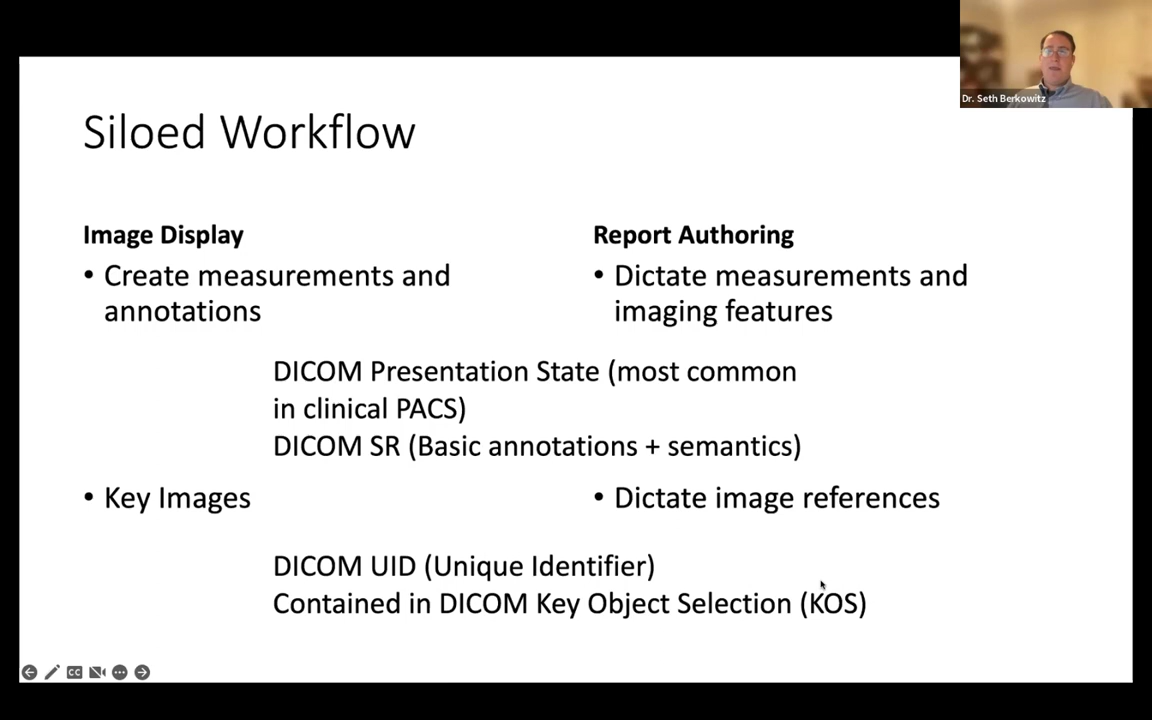 Dr. Seth Berkowitz
Siloed Workflow
Image Display
• Create measurements and
annotations
Report Authoring
• Dictate measurements and
imaging features
DICOM Presentation State (most common
in clinical PACS)
DICOM SR (Basic annotations + semantics)
• Key Images
• Dictate image references
DICOM UID (Unique Identifier)
Contained in DICOM Key Object Selection (KOS)
CC